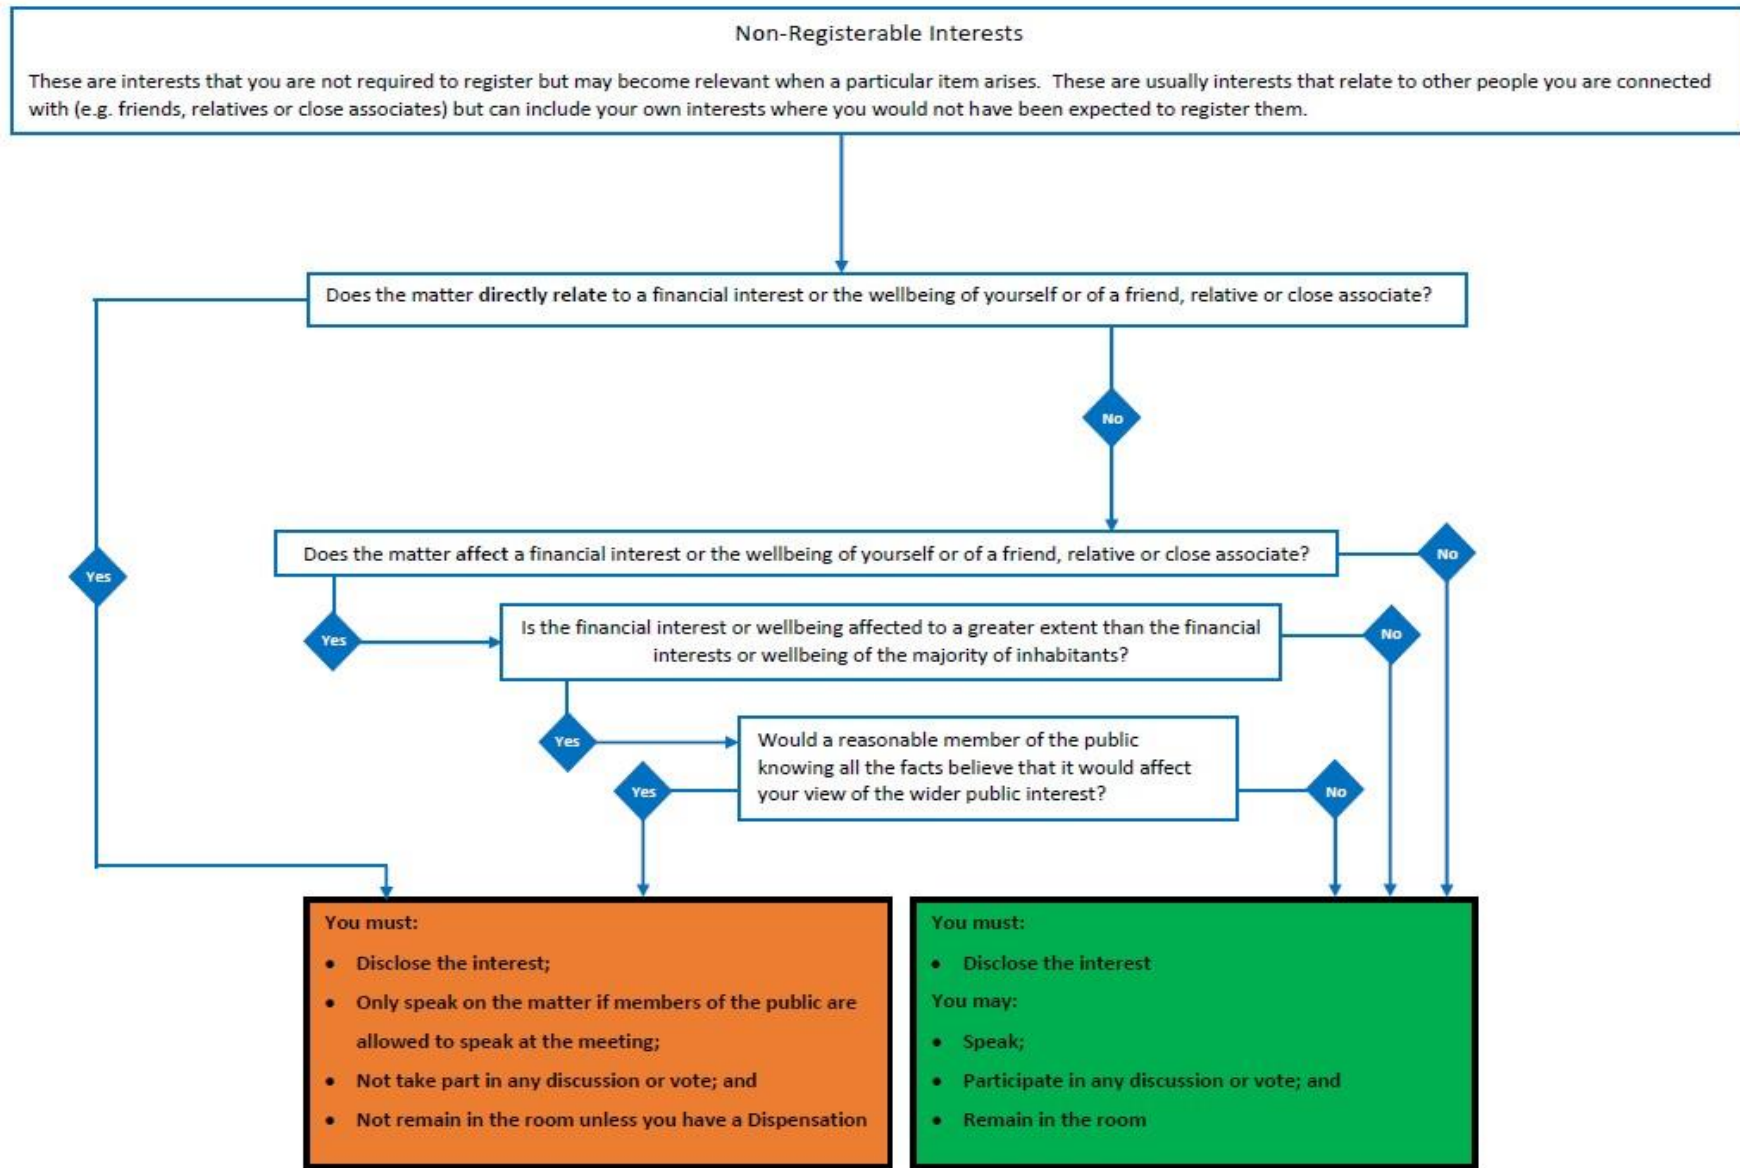 Non-Registerable Interests
These are interests that you are not required to register but may become relevant when a particular item arises.  These are usually interests that relate to other people you are connected
with (e.g. friends, relatives or close associates) but can include your own interests where you would not have been expected to register them.
Does the matter directly relate to a financial interest or the wellbeing of yourself or of a friend, relative or close associate?
No
Does the matter affect a financial interest or the wellbeing of yourself or of a friend, relative or close associate?
No
Yes
Yes
Is the financial interest or wellbeing affected to a greater extent than the financial
interests or wellbeing of the majority of inhabitants?
No
Yes
Would a reasonable member of the public
knowing all the facts believe that it would affect
your view of the wider public interest?
Yes
No
You must:
• Disclose the interest;
• Only speak on the matter if members of the public are
allowed to speak at the meeting;
• Not take part in any discussion or vote; and
• Not remain in the room unless you have a Dispensation
You must:
• Disclose the interest
You may:
• Speak;
• Participate in any discussion or vote; and
• Remain in the room